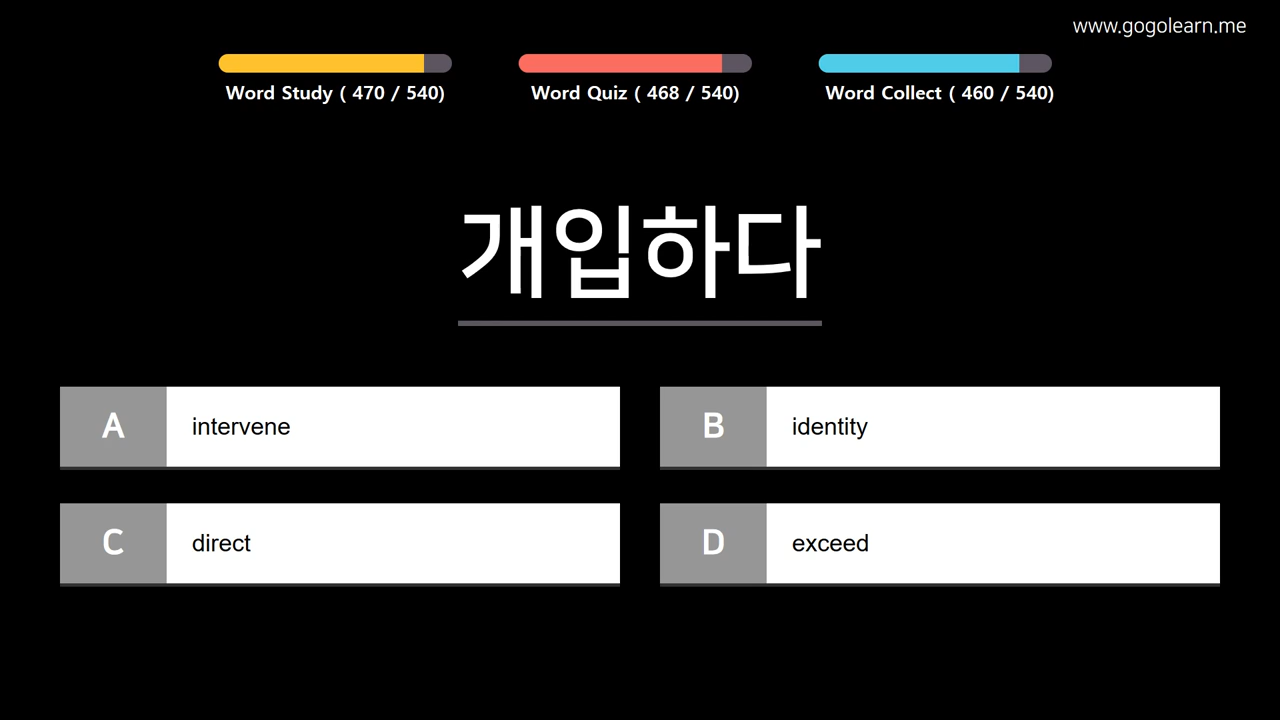 www.gogolearn.me
Word Study ( 470 / 540)
Word Quiz ( 468 / 540)
Word Collect ( 460 / 540)
개입하다
A intervene
B identity
C direct
D exceed